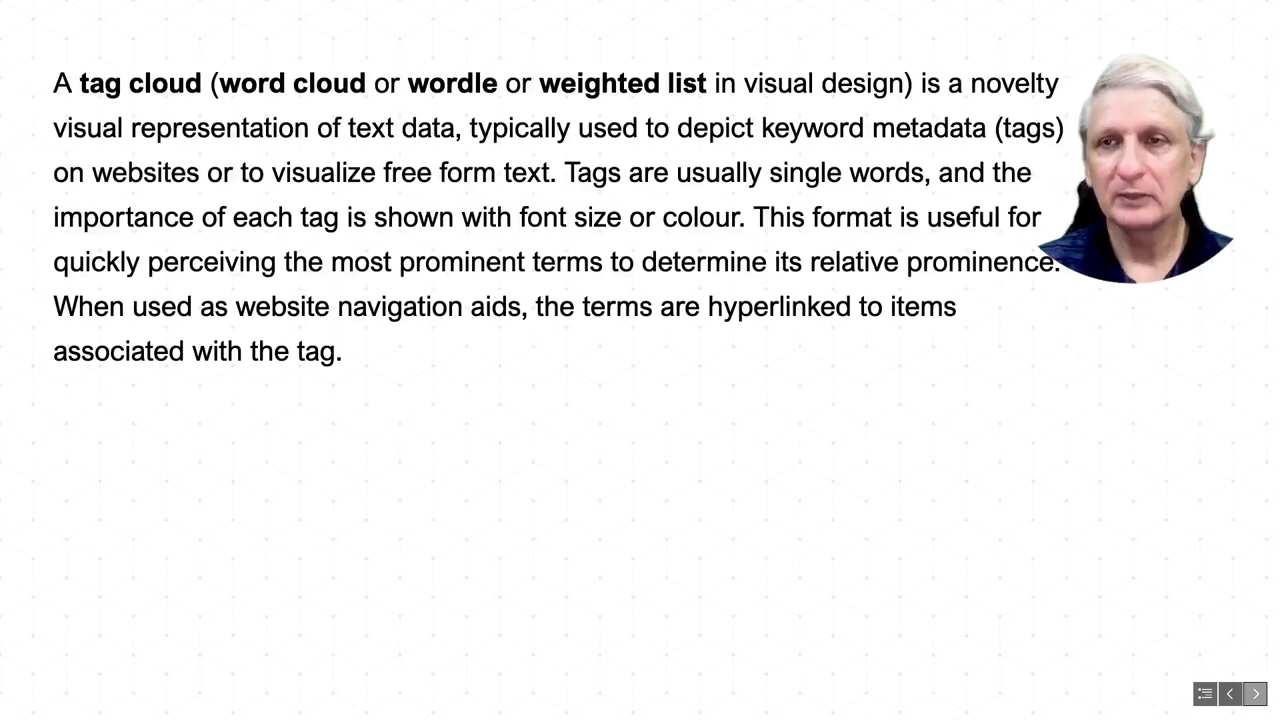 A tag cloud (word cloud or wordle or weighted list in visual design) is a novelty
visual representation of text data, typically used to depict keyword metadata (tags)
on websites or to visualize free form text. Tags are usually single words, and the
importance of each tag is shown with font size or colour. This format is useful for
quickly perceiving the most prominent terms to determine its relative prominence.
When used as website navigation aids, the terms are hyperlinked to items
associated with the tag.